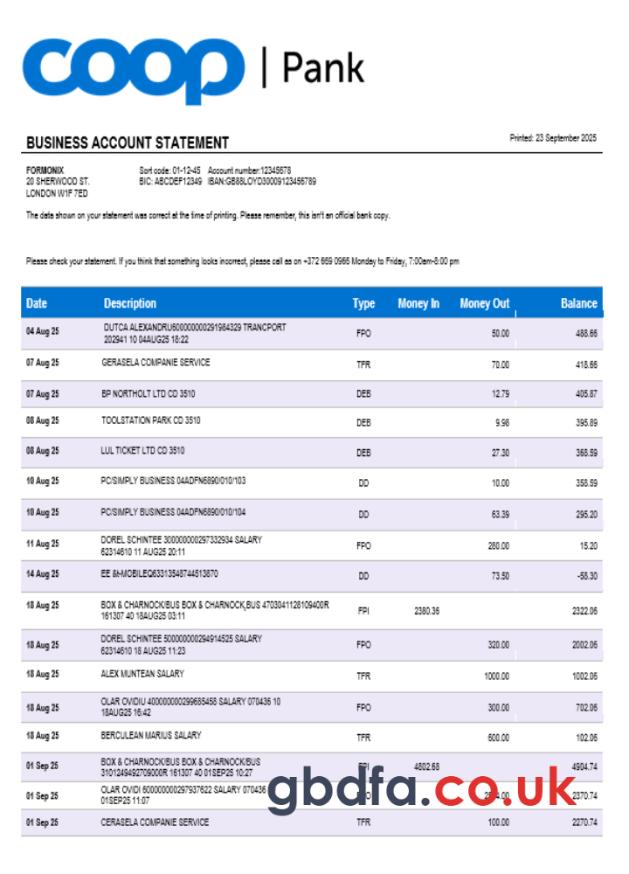 coop | Pank
BUSINESS ACCOUNT STATEMENT
Printed: 23 September 2025
FORMONIX
20 SHERWOOD ST.
LONDON W1F 7ED
Sort code: 01-12-45 Account number:12345678
BIC: ABCDEF12349 IBAN:GB88LOYD30009123456789
The data shown on your statement was correct at the time of printing. Please remember, this isn't an official bank copy.
Please check your statement. If you think that something looks incorrect, please call as on +372 669 0966 Monday to Friday, 7:00am-8:00 pm
Date Description Type Money In Money Out Balance
04 Aug 25 DUTCA ALEXANDRU600000000291984329 TRANCPORT FPO 50.00 488.66
202941 10 04AUG25 18:22
07 Aug 25 GERASELA COMPANIE SERVICE TFR 70.00 418.66
07 Aug 25 BP NORTHOLT LTD CD 3510 DEB 12.79 405.87
08 Aug 25 TOOLSTATION PARK CD 3510 DEB 9.98 395.89
08 Aug 25 LUL TICKET LTD CD 3510 DEB 27.30 368.59
10 Aug 25 PC/SIMPLY BUSINESS 04ADFN6890/010/103 DD 10.00 358.59
10 Aug 25 PC/SIMPLY BUSINESS 04ADFN6890/010/104 DD 63.39 295.20
11 Aug 25 DOREL SCHINTEE 300000000297332934 SALARY FPO 280.00 15.20
62314610 11 AUG25 20:11
14 Aug 25 EE &MOBILEQ63313548744513870 DD 73.50 -58.30
18 Aug 25 BOX & CHARNOCK/BUS BOX & CHARNOCK,BUS 4703041128109400R FPI 2380.36 2322.06
161307 40 18AUG25 03:11
18 Aug 25 DOREL SCHINTEE 500000000294914525 SALARY FPO 320.00 2002.06
62314610 18 AUG25 11:23
18 Aug 25 ALEX MUNTEAN SALARY TFR 1000.00 1002.06
18 Aug 25 OLAR OVIDIU 400000000299685458 SALARY 070436 10 FPO 300.00 702.06
18AUG25 16:42
18 Aug 25 BERCULEAN MARIUS SALARY TFR 600.00 102.06
01 Sep 25 BOX & CHARNOCK/BUS BOX & CHARNOCK/BUS FPI 4802.68 4904.74
3101249492709000R 161307 40 01SEP25 10:27
01 Sep 25 OLAR OVIDI 600000000297937622 SALARY 070436 2370.74
01SEP25 11:07
gbdfa.co.uk
01 Sep 25 CERASELA COMPANIE SERVICE TFR 100.00 2270.74